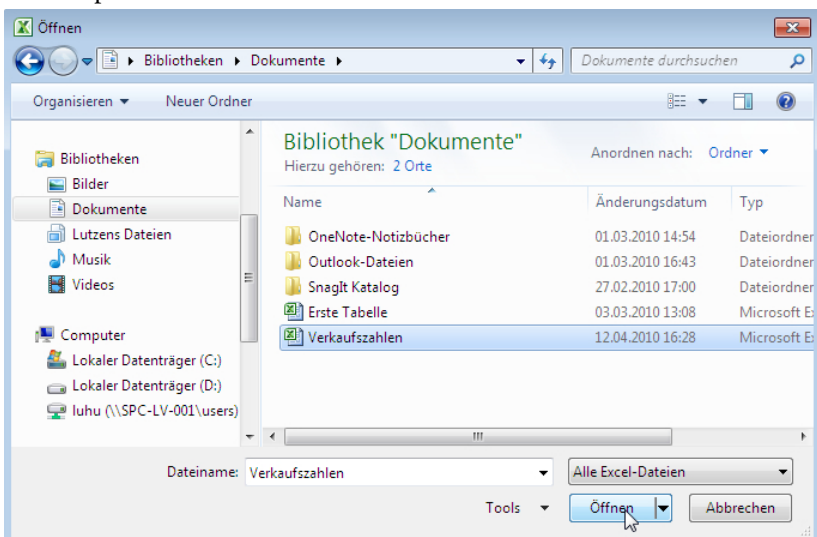 Öffnen
Bibliotheken ▸ Dokumente ▸ Dokumente durchsuchen
Organisieren Neuer Ordner
Bibliotheken
Bilder
Dokumente
Lutzens Dateien
Musik
Videos
Computer
Lokaler Datenträger (C:)
Lokaler Datenträger (D:)
luhu (\\SPC-LV-001\users)
Bibliothek "Dokumente"
Hierzu gehören: 2 Orte
Anordnen nach: Ordner
Name Änderungsdatum Typ
OneNote-Notizbücher 01.03.2010 14:54 Dateiordner
Outlook-Dateien 01.03.2010 16:43 Dateiordner
SnagIt Katalog 27.02.2010 17:00 Dateiordner
Erste Tabelle 03.03.2010 13:08 Microsoft E
Verkaufszahlen 12.04.2010 16:28 Microsoft E
Dateiname: Verkaufszahlen Alle Excel-Dateien
Tools Öffnen Abbrechen